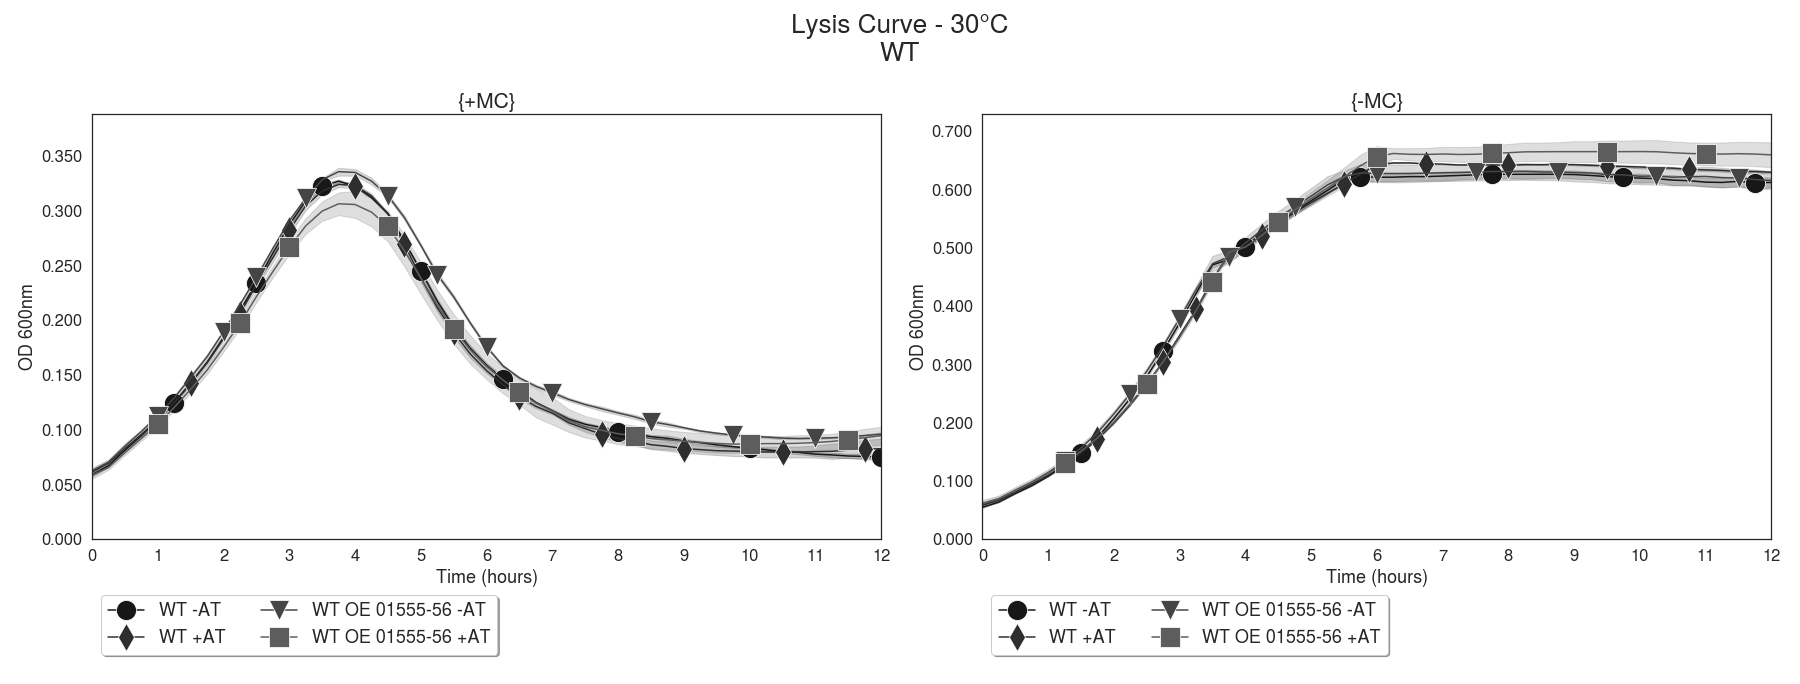 Lysis Curve - 30°C
WT
{+MC}
0.350
0.300
0.250
0.200
0.150
0.100
0.050
0.000
OD 600nm
0 1 2 3 4 5 6 7 8 9 10 11 12
Time (hours)
WT -AT
WT +AT
WT OE 01555-56 -AT
WT OE 01555-56 +AT
{-MC}
0.700
0.600
0.500
0.400
0.300
0.200
0.100
0.000
OD 600nm
0 1 2 3 4 5 6 7 8 9 10 11 12
Time (hours)
WT -AT
WT +AT
WT OE 01555-56 -AT
WT OE 01555-56 +AT